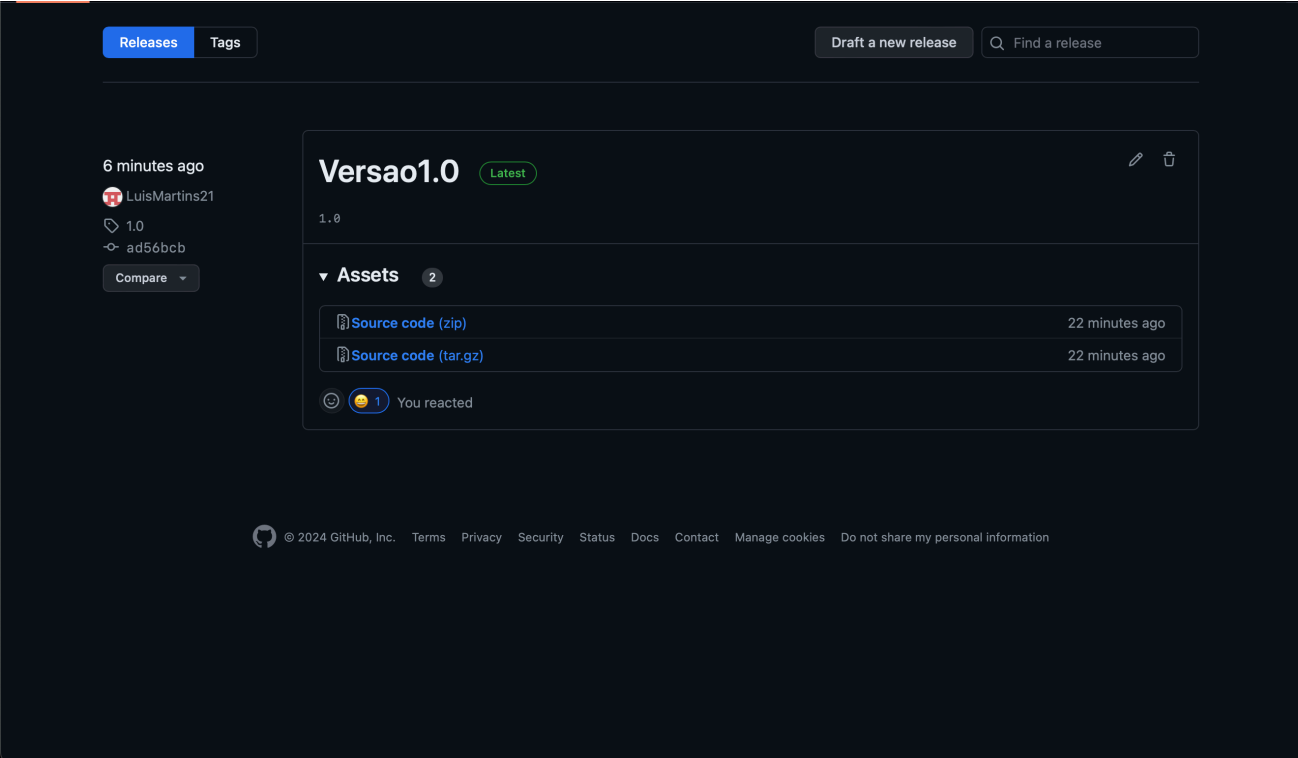 Releases Tags Draft a new release Find a release
6 minutes ago
LuisMartins21
1.0
ad56bcb
Compare
Versao1.0 Latest
1.0
Assets 2
Source code (zip) 22 minutes ago
Source code (tar.gz) 22 minutes ago
1 You reacted
© 2024 GitHub, Inc. Terms Privacy Security Status Docs Contact Manage cookies Do not share my personal information